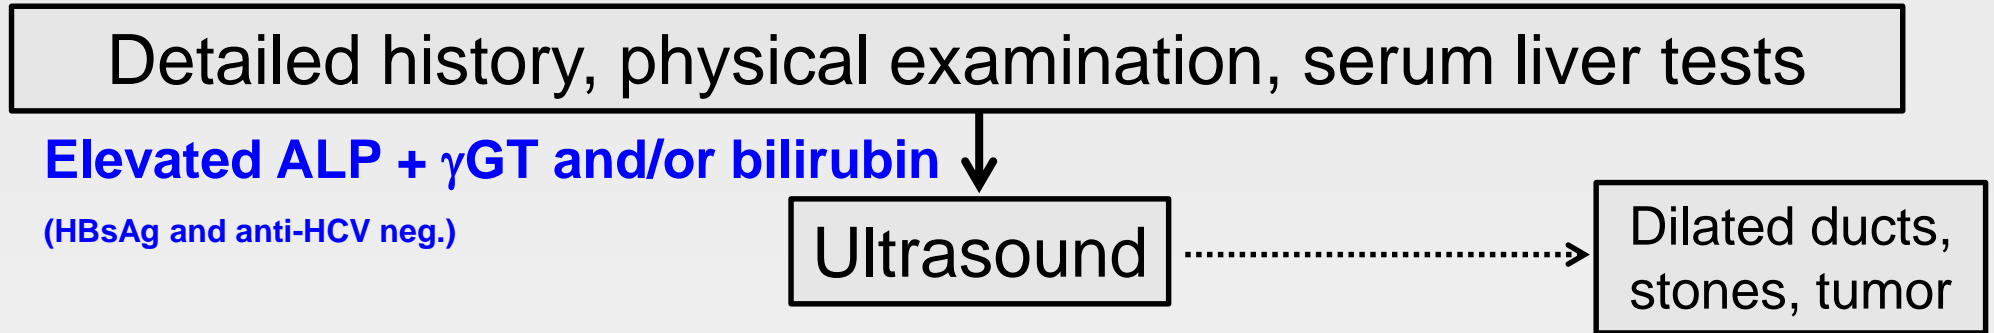 Detailed history, physical examination, serum liver tests
Elevated ALP + γGT and/or bilirubin
(HBsAg and anti-HCV neg.)
Ultrasound
Dilated ducts,
stones, tumor